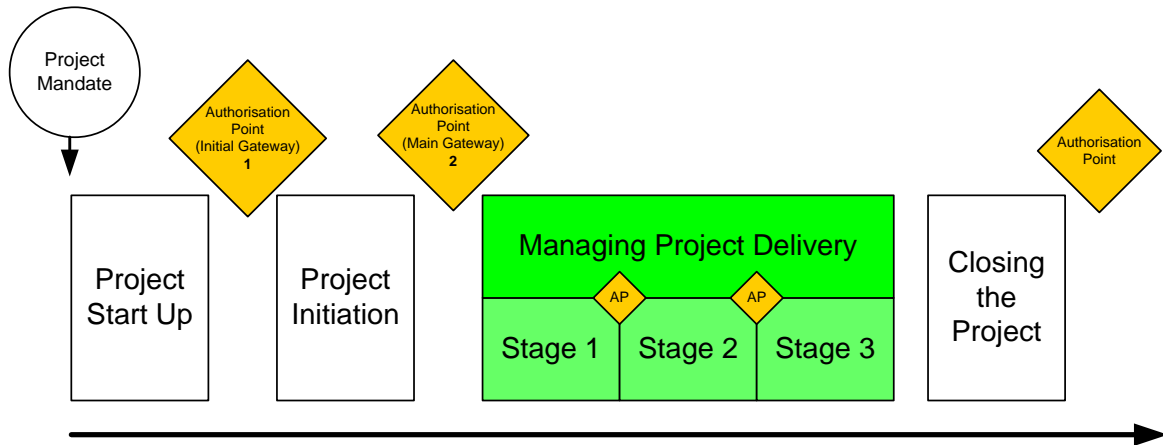 Project
Mandate
Authorisation
Point
(Initial Gateway)
1
Authorisation
Point
(Main Gateway)
2
Authorisation
Point
Project
Start Up
Project
Initiation
Managing Project Delivery
AP
AP
Stage 1
Stage 2
Stage 3
Closing
the
Project